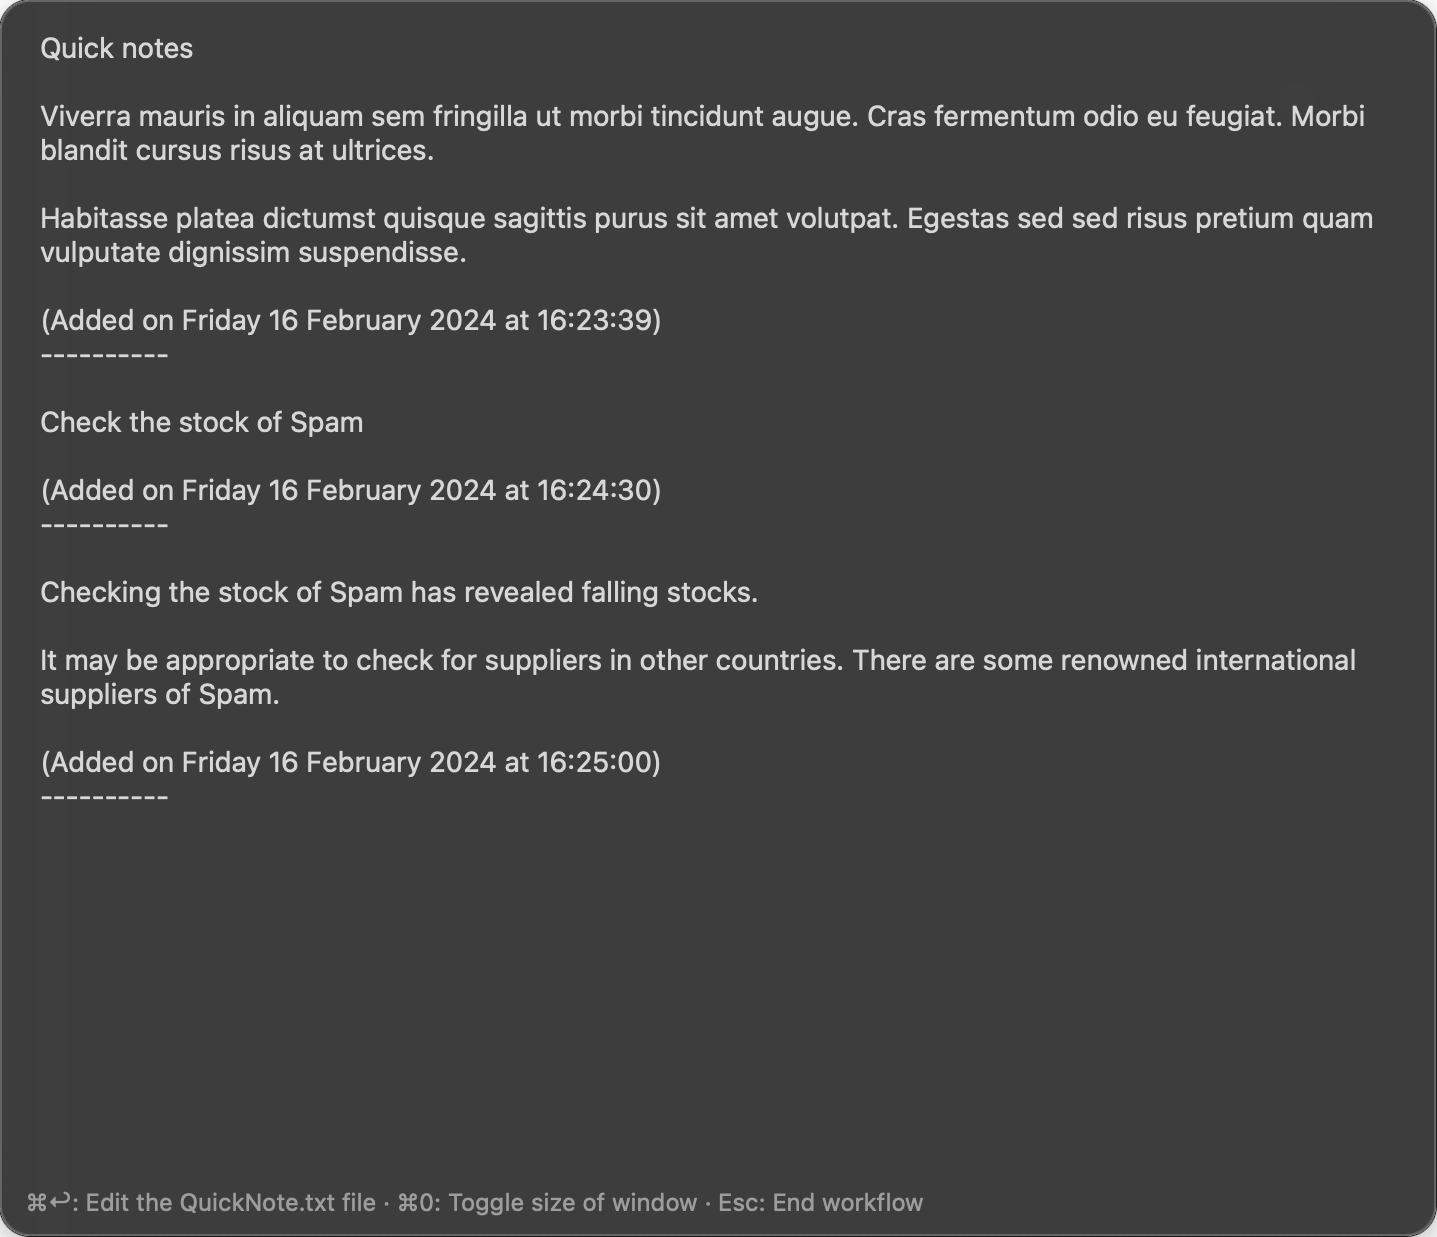 Quick notes
Viverra mauris in aliquam sem fringilla ut morbi tincidunt augue. Cras fermentum odio eu feugiat. Morbi
blandit cursus risus at ultrices.
Habitasse platea dictumst quisque sagittis purus sit amet volutpat. Egestas sed sed risus pretium quam
vulputate dignissim suspendisse.
(Added on Friday 16 February 2024 at 16:23:39)
----------
Check the stock of Spam
(Added on Friday 16 February 2024 at 16:24:30)
----------
Checking the stock of Spam has revealed falling stocks.
It may be appropriate to check for suppliers in other countries. There are some renowned international
suppliers of Spam.
(Added on Friday 16 February 2024 at 16:25:00)
----------
⌘↩: Edit the QuickNote.txt file · ⌘0: Toggle size of window · Esc: End workflow